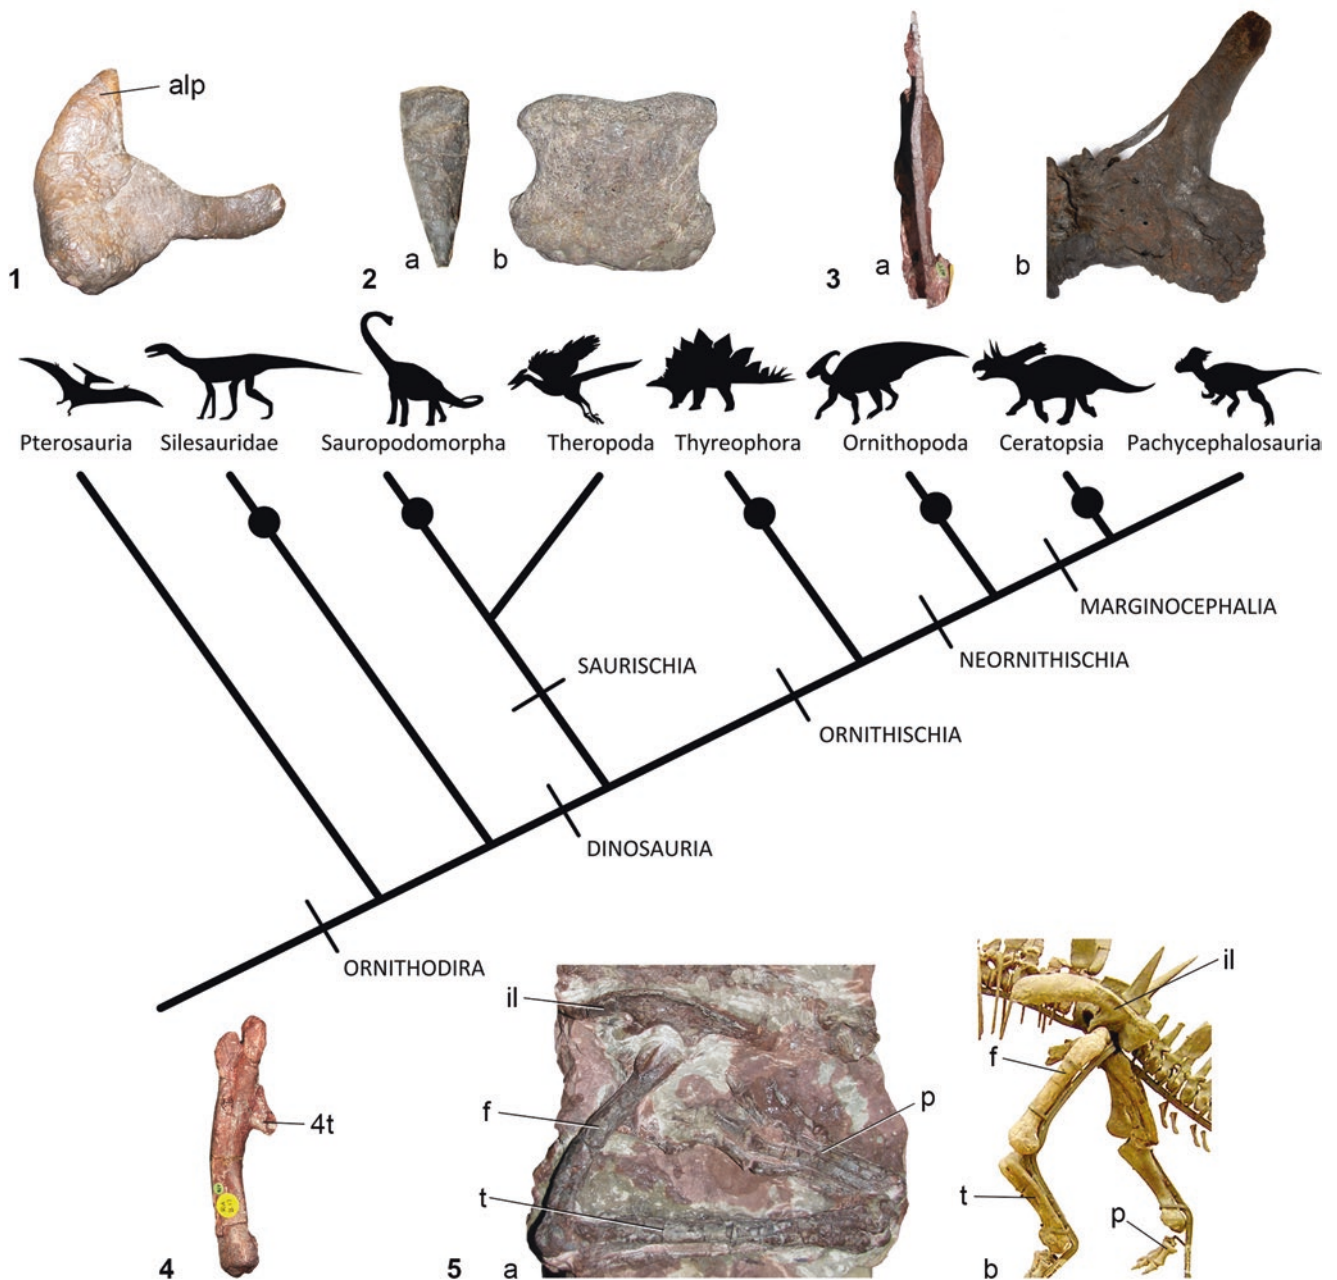 alp
1
2
a
b
3
a
b
Pterosauria
Silesauridae
Sauropodomorpha
Theropoda
Thyreophora
Ornithopoda
Ceratopsia
Pachycephalosauria
MARGINOCEPHALIA
NEORNITHISCHIA
SAURISCHIA
ORNITHISCHIA
DINOSAURIA
ORNITHODIRA
4t
4
il
f
p
t
5
a
il
f
t
p
b